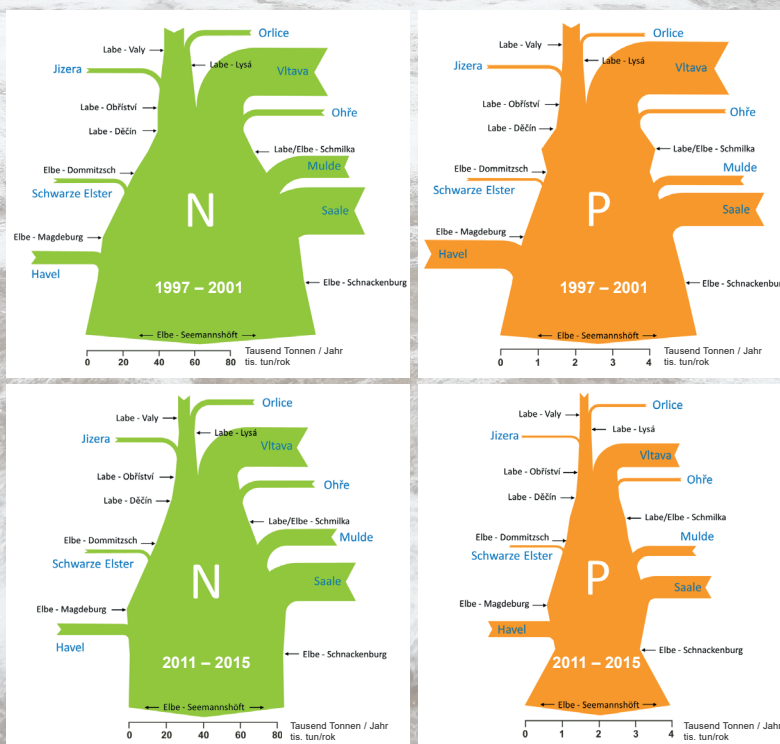 Orlice
Labe - Valy
Labe - Lysá
Jizera
Vltava
Labe - Obříství
Ohře
Labe - Děčín
Labe/Elbe - Schmilka
Elbe - Dommitzsch
Mulde
Schwarze Elster
N
Saale
Elbe - Magdeburg
Havel
1997 – 2001
Elbe - Schnackenburg
Elbe - Seemannshöft
0 20 40 60 80
Tausend Tonnen / Jahr
tis. tun/rok
Orlice
Labe - Valy
Labe - Lysá
Jizera
Vltava
Labe - Obříství
Ohře
Labe - Děčín
Labe/Elbe - Schmilka
Elbe - Dommitzsch
Mulde
Schwarze Elster
P
Saale
Elbe - Magdeburg
Havel
1997 – 2001
Elbe - Schnackenburg
Elbe - Seemannshöft
0 1 2 3 4
Tausend Tonnen / Jahr
tis. tun/rok
Orlice
Labe - Valy
Labe - Lysá
Jizera
Vltava
Labe - Obříství
Ohře
Labe - Děčín
Labe/Elbe - Schmilka
Elbe - Dommitzsch
Mulde
Schwarze Elster
N
Saale
Elbe - Magdeburg
Havel
2011 – 2015
Elbe - Schnackenburg
Elbe - Seemannshöft
0 20 40 60 80
Tausend Tonnen / Jahr
tis. tun/rok
Orlice
Labe - Valy
Labe - Lysá
Jizera
Vltava
Labe - Obříství
Ohře
Labe - Děčín
Labe/Elbe - Schmilka
Elbe - Dommitzsch
Mulde
Schwarze Elster
P
Saale
Elbe - Magdeburg
Havel
2011 – 2015
Elbe - Schnackenburg
Elbe - Seemannshöft
0 1 2 3 4
Tausend Tonnen / Jahr
tis. tun/rok